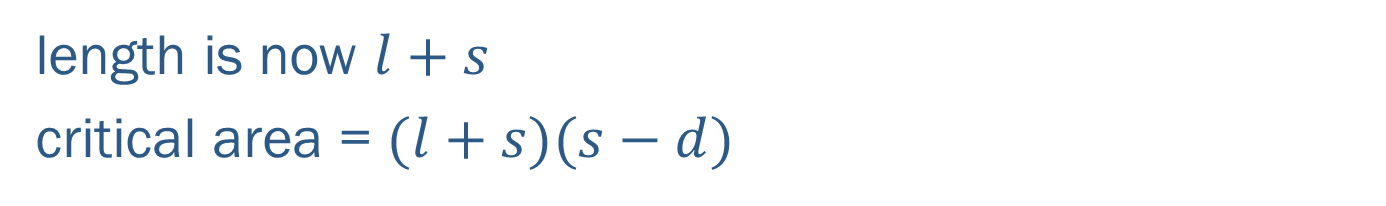 length is now l + s
critical area = (l + s)(s − d)